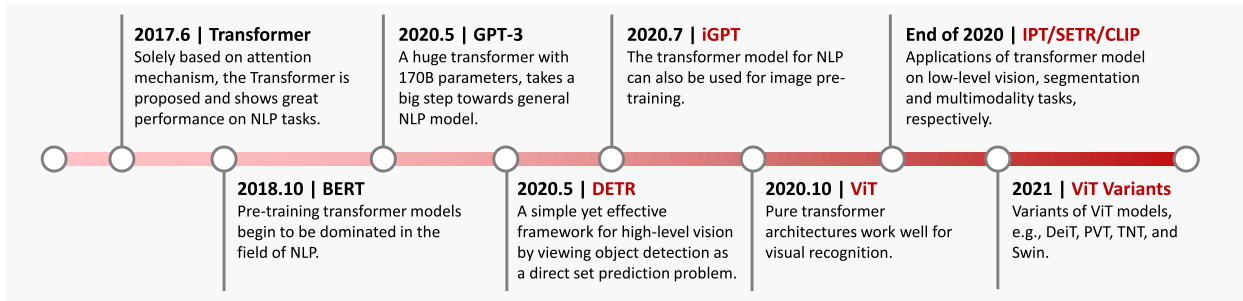 2017.6 | Transformer
Solely based on attention
mechanism, the Transformer is
proposed and shows great
performance on NLP tasks.
2020.5 | GPT-3
A huge transformer with
170B parameters, takes a
big step towards general
NLP model.
2020.7 | iGPT
The transformer model for NLP
can also be used for image pre-
training.
End of 2020 | IPT/SETR/CLIP
Applications of transformer model
on low-level vision, segmentation
and multimodality tasks,
respectively.
2018.10 | BERT
Pre-training transformer models
begin to be dominated in the
field of NLP.
2020.5 | DETR
A simple yet effective
framework for high-level vision
by viewing object detection as
a direct set prediction problem.
2020.10 | ViT
Pure transformer
architectures work well for
visual recognition.
2021 | ViT Variants
Variants of ViT models,
e.g., DeiT, PVT, TNT, and
Swin.